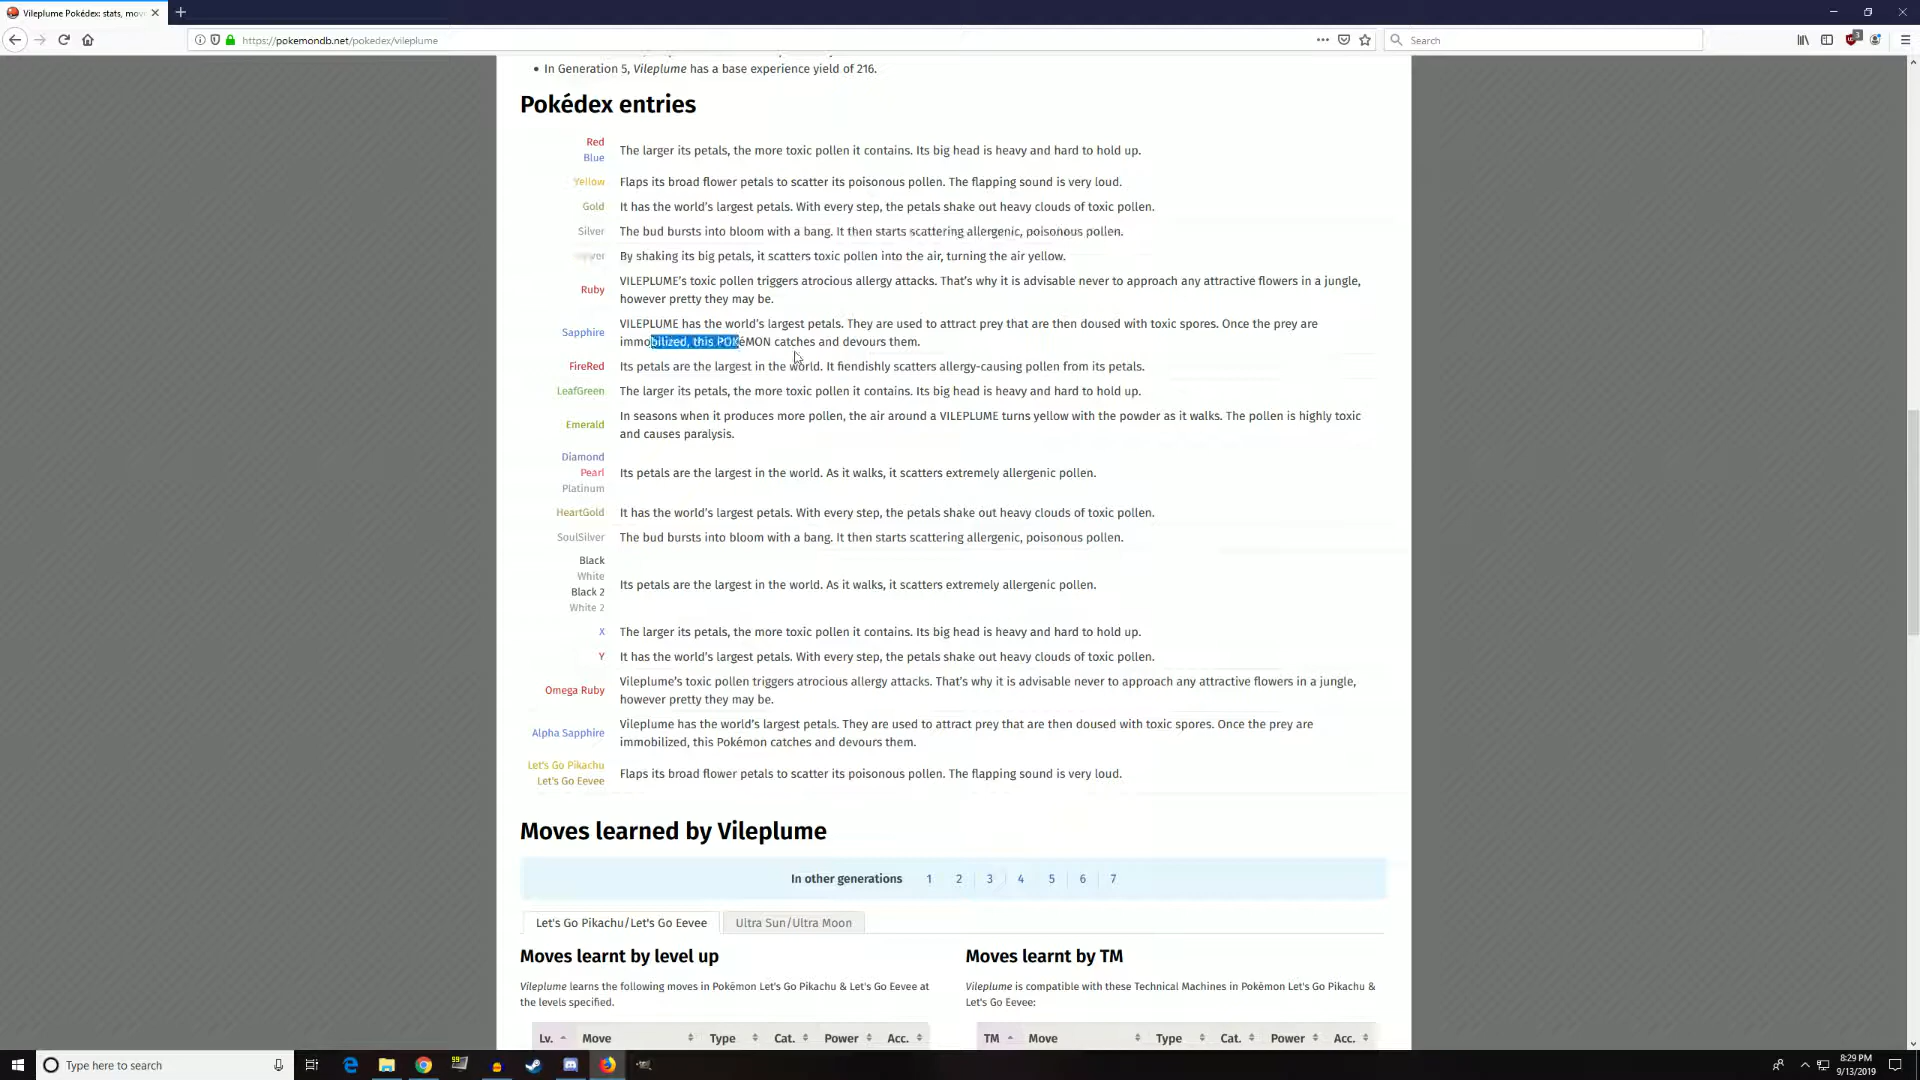 Vileplume Pokédex: stats, mov
https://pokemondb.net/pokedex/vileplume
Search
3
In Generation 5, Vileplume has a base experience yield of 216.
Pokédex entries
Red
Blue
The larger its petals, the more toxic pollen it contains. Its big head is heavy and hard to hold up.
Yellow
Flaps its broad flower petals to scatter its poisonous pollen. The flapping sound is very loud.
Gold
It has the world's largest petals. With every step, the petals shake out heavy clouds of toxic pollen.
Silver
The bud bursts into bloom with a bang. It then starts scattering allergenic, poisonous pollen.
By shaking its big petals, it scatters toxic pollen into the air, turning the air yellow.
Ruby
VILEPLUME's toxic pollen triggers atrocious allergy attacks. That's why it is advisable never to approach any attractive flowers in a jungle,
however pretty they may be.
Sapphire
VILEPLUME has the world's largest petals. They are used to attract prey that are then doused with toxic spores. Once the prey are
immobilized, this POKéMON catches and devours them.
FireRed
Its petals are the largest in the world. It fiendishly scatters allergy-causing pollen from its petals.
LeafGreen
The larger its petals, the more toxic pollen it contains. Its big head is heavy and hard to hold up.
Emerald
In seasons when it produces more pollen, the air around a VILEPLUME turns yellow with the powder as it walks. The pollen is highly toxic
and causes paralysis.
Diamond
Pearl
Platinum
Its petals are the largest in the world. As it walks, it scatters extremely allergenic pollen.
HeartGold
It has the world's largest petals. With every step, the petals shake out heavy clouds of toxic pollen.
SoulSilver
The bud bursts into bloom with a bang. It then starts scattering allergenic, poisonous pollen.
Black
White
Black 2
White 2
Its petals are the largest in the world. As it walks, it scatters extremely allergenic pollen.
X
The larger its petals, the more toxic pollen it contains. Its big head is heavy and hard to hold up.
Y
It has the world's largest petals. With every step, the petals shake out heavy clouds of toxic pollen.
Omega Ruby
Vileplume's toxic pollen triggers atrocious allergy attacks. That's why it is advisable never to approach any attractive flowers in a jungle,
however pretty they may be.
Alpha Sapphire
Vileplume has the world's largest petals. They are used to attract prey that are then doused with toxic spores. Once the prey are
immobilized, this Pokémon catches and devours them.
Let's Go Pikachu
Let's Go Eevee
Flaps its broad flower petals to scatter its poisonous pollen. The flapping sound is very loud.
Moves learned by Vileplume
In other generations 1 2 3 4 5 6 7
Let's Go Pikachu/Let's Go Eevee
Ultra Sun/Ultra Moon
Moves learnt by level up
Vileplume learns the following moves in Pokémon Let's Go Pikachu & Let's Go Eevee at
the levels specified.
Lv. Move Type Cat. Power Acc.
Moves learnt by TM
Vileplume is compatible with these Technical Machines in Pokémon Let's Go Pikachu &
Let's Go Eevee:
TM Move Type Cat. Power Acc.
Type here to search
8:29 PM
9/13/2019